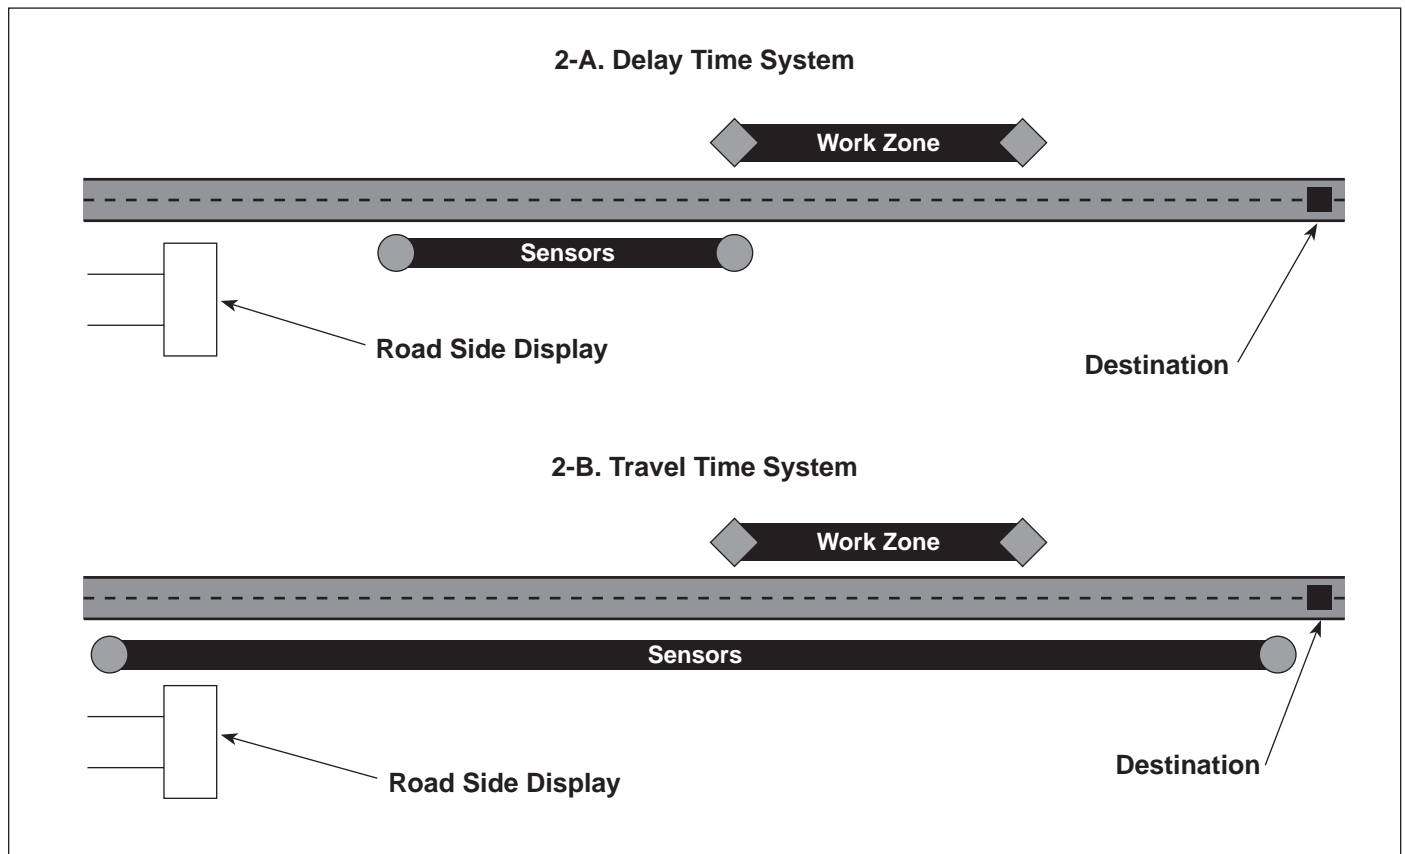 2-A. Delay Time System
Work Zone
Sensors
Road Side Display
Destination
2-B. Travel Time System
Work Zone
Sensors
Destination
Road Side Display